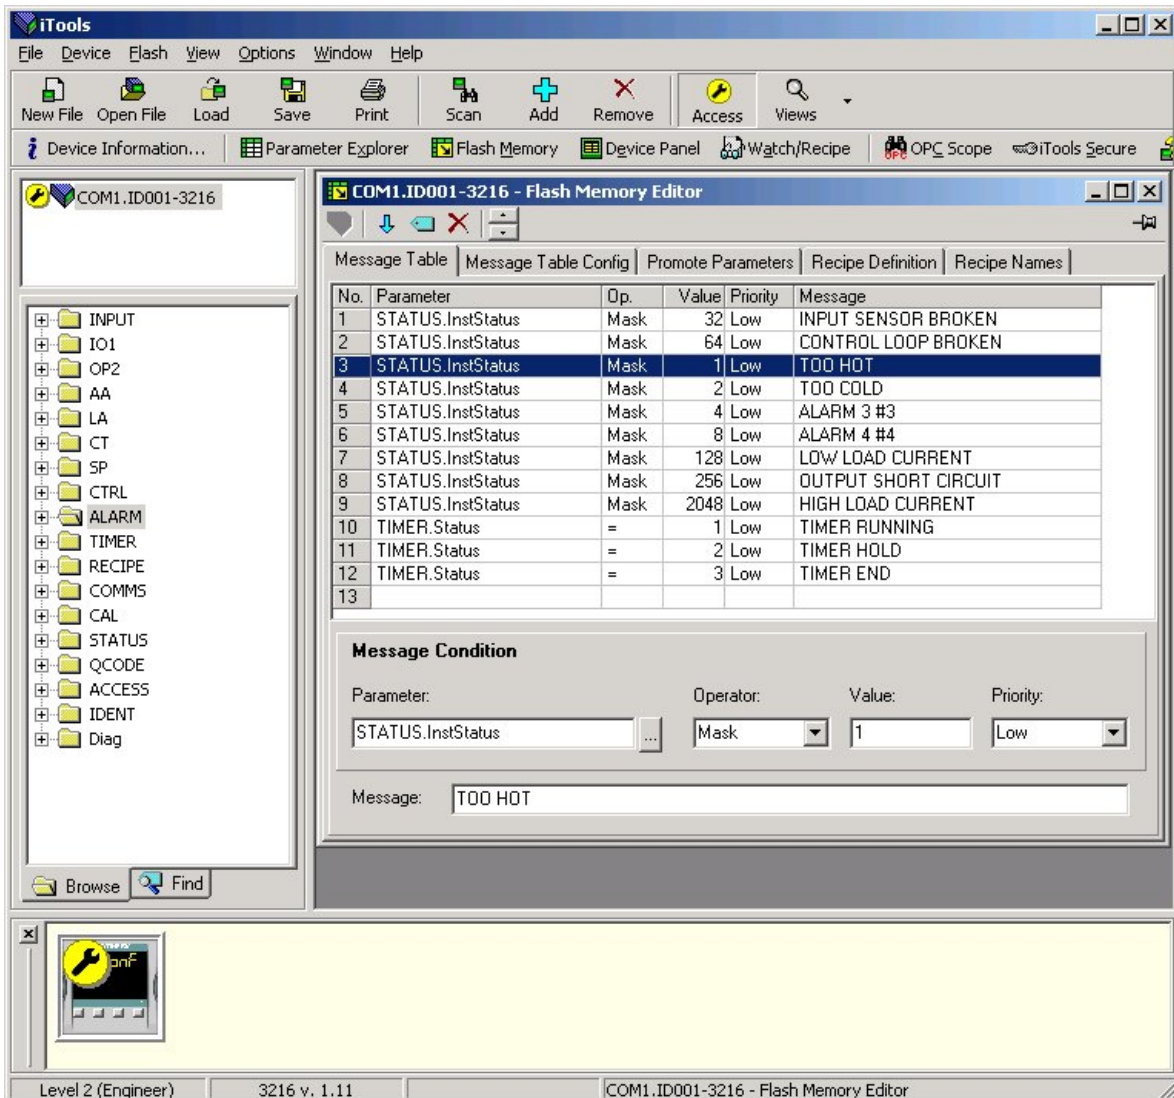 iTools
File Device Flash View Options Window Help
New File Open File Load Save Print Scan Add Remove Access Views
Device Information... Parameter Explorer Flash Memory Device Panel Watch/Recipe OPC Scope iTools Secure
COM1.ID001-3216
INPUT
IO1
OP2
AA
LA
CT
SP
CTRL
ALARM
TIMER
RECIPE
COMMS
CAL
STATUS
QCODE
ACCESS
IDENT
Diag
Browse Find
COM1.ID001-3216 - Flash Memory Editor
Message Table Message Table Config Promote Parameters Recipe Definition Recipe Names
No. Parameter Op. Value Priority Message
1 STATUS.InstStatus Mask 32 Low INPUT SENSOR BROKEN
2 STATUS.InstStatus Mask 64 Low CONTROL LOOP BROKEN
3 STATUS.InstStatus Mask 1 Low TOO HOT
4 STATUS.InstStatus Mask 2 Low TOO COLD
5 STATUS.InstStatus Mask 4 Low ALARM 3 #3
6 STATUS.InstStatus Mask 8 Low ALARM 4 #4
7 STATUS.InstStatus Mask 128 Low LOW LOAD CURRENT
8 STATUS.InstStatus Mask 256 Low OUTPUT SHORT CIRCUIT
9 STATUS.InstStatus Mask 2048 Low HIGH LOAD CURRENT
10 TIMER.Status = 1 Low TIMER RUNNING
11 TIMER.Status = 2 Low TIMER HOLD
12 TIMER.Status = 3 Low TIMER END
13
Message Condition
Parameter: Operator: Value: Priority:
STATUS.InstStatus ... Mask 1 Low
Message: TOO HOT
Level 2 (Engineer) 3216 v. 1.11 COM1.ID001-3216 - Flash Memory Editor